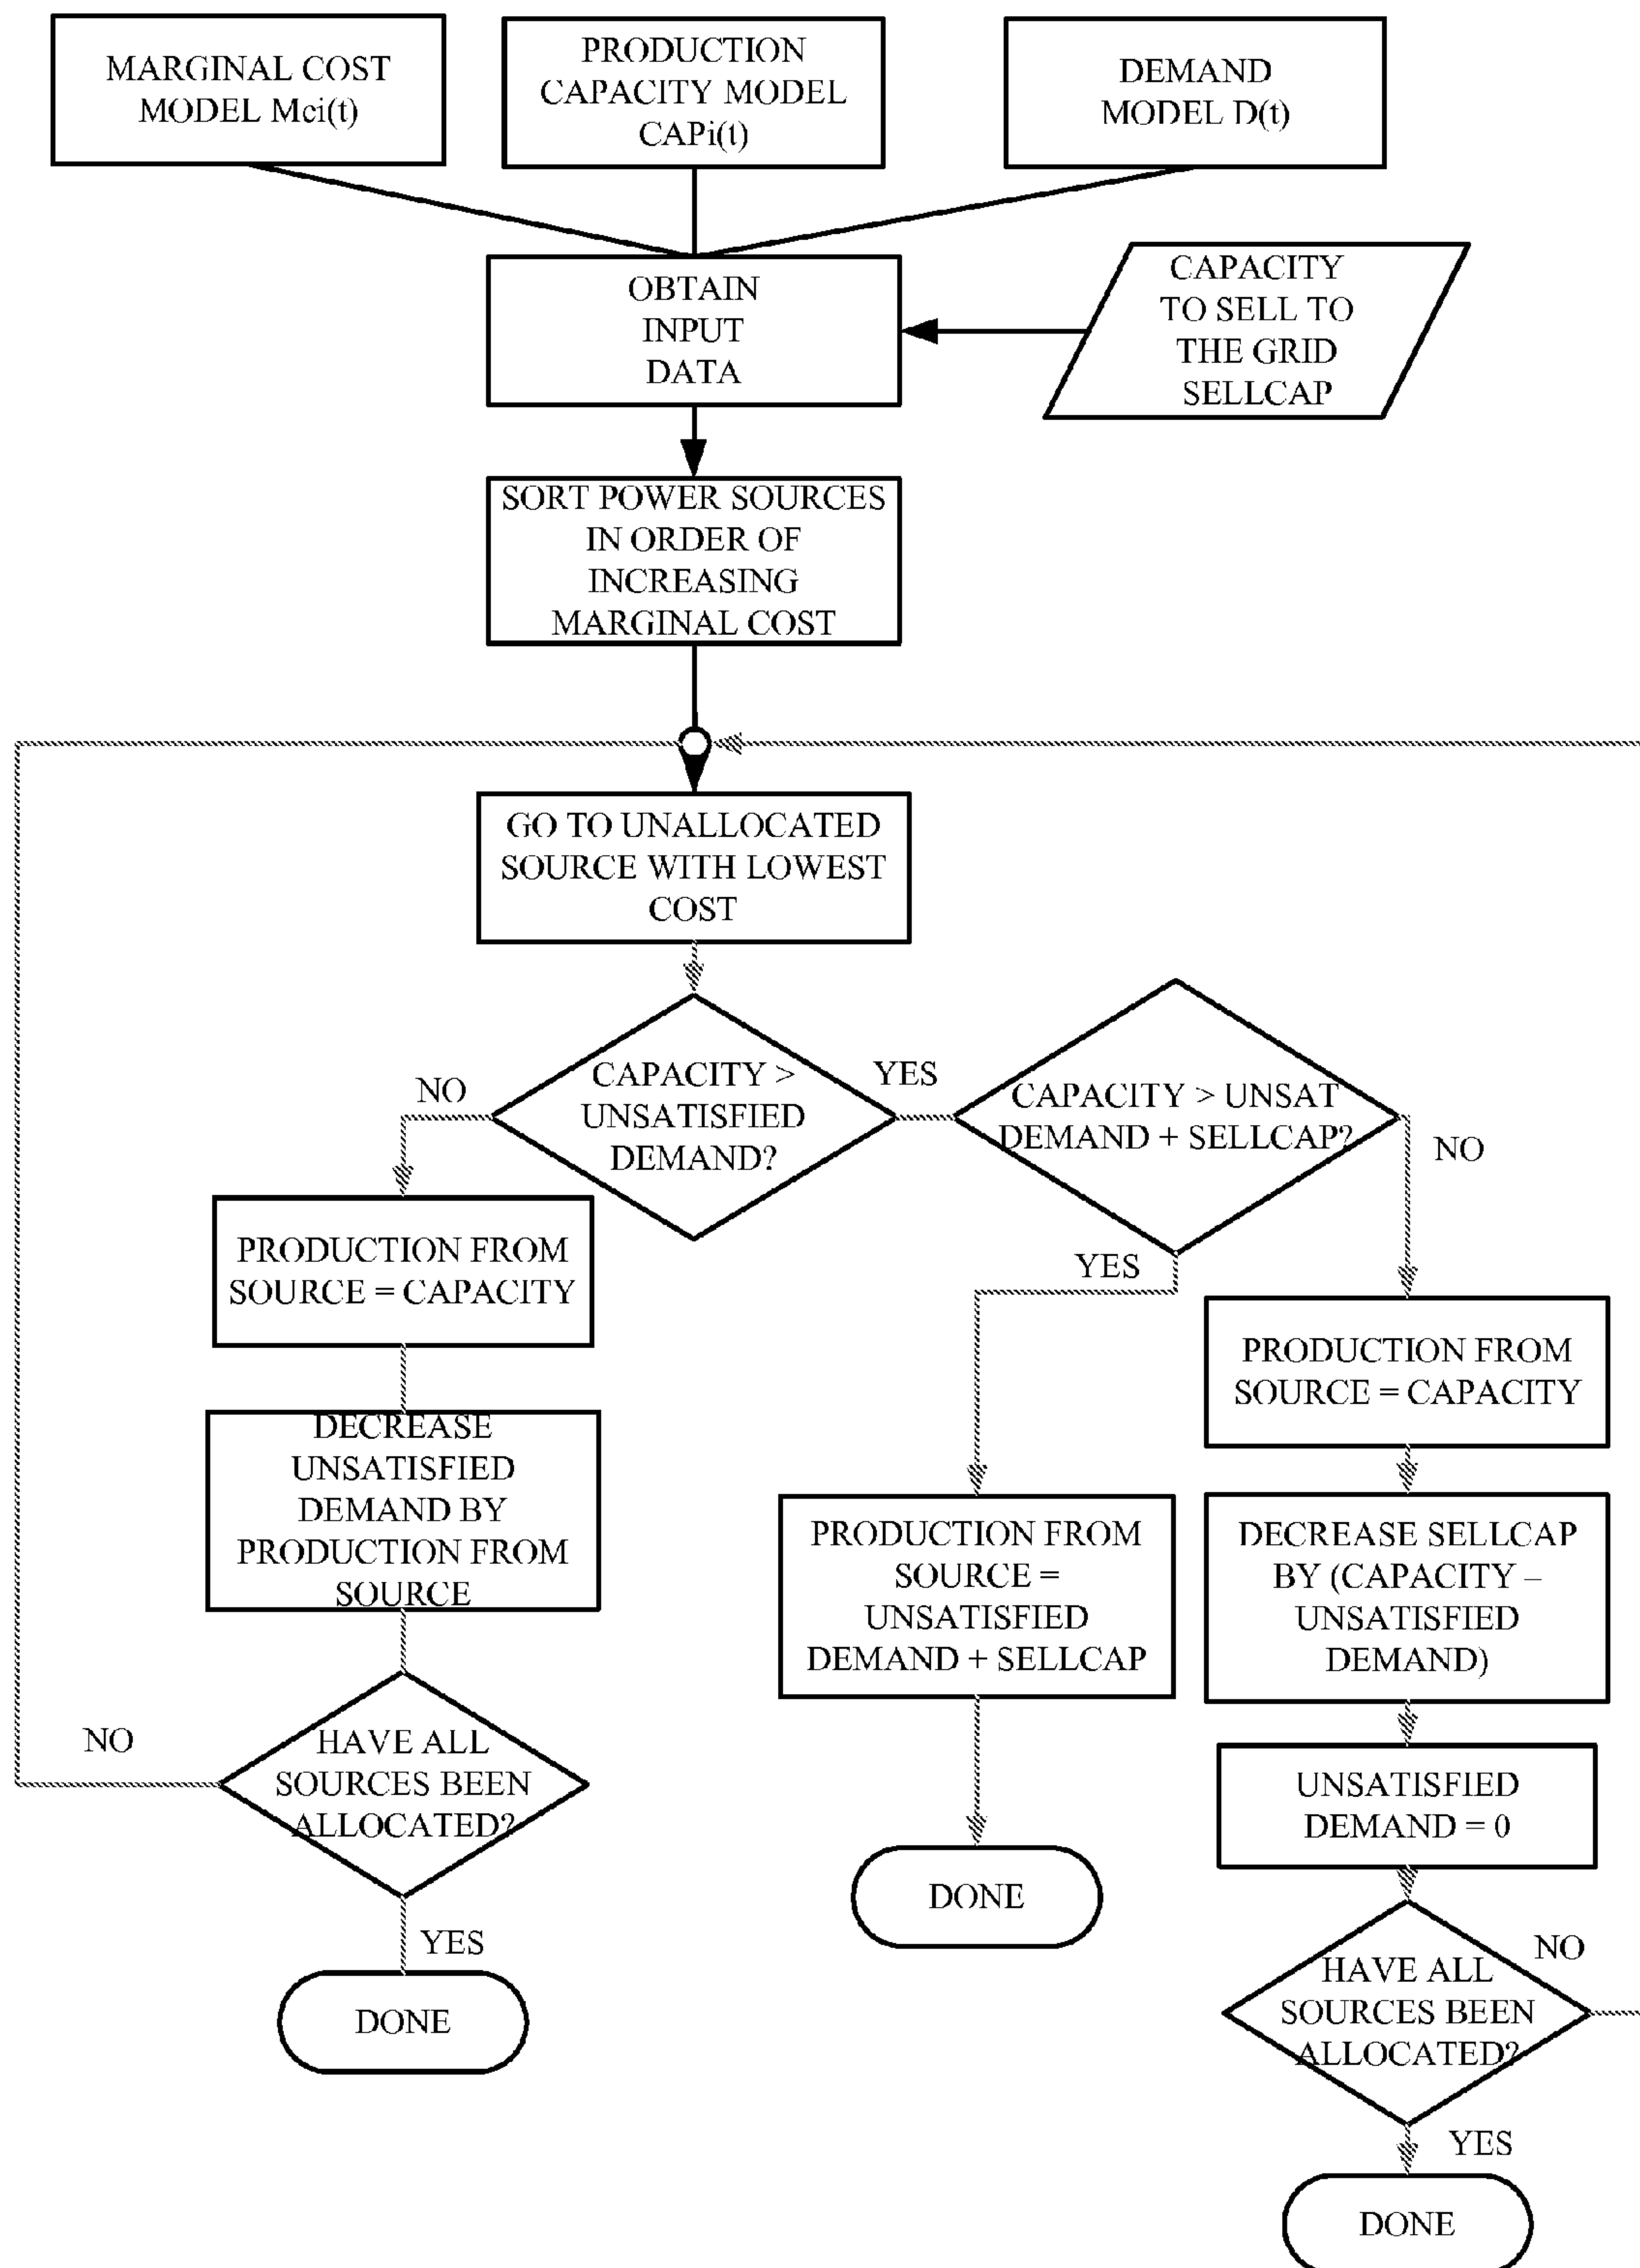 MARGINAL COST
MODEL Mci(t)
PRODUCTION
CAPACITY MODEL
CAPi(t)
DEMAND
MODEL D(t)
OBTAIN
INPUT
DATA
CAPACITY
TO SELL TO
THE GRID
SELLCAP
SORT POWER SOURCES
IN ORDER OF
INCREASING
MARGINAL COST
GO TO UNALLOCATED
SOURCE WITH LOWEST
COST
CAPACITY >
UNSATISFIED
DEMAND?
NO
YES
CAPACITY > UNSAT
DEMAND + SELLCAP?
NO
YES
PRODUCTION FROM
SOURCE = CAPACITY
PRODUCTION FROM
SOURCE = CAPACITY
DECREASE
UNSATISFIED
DEMAND BY
PRODUCTION FROM
SOURCE
PRODUCTION FROM
SOURCE =
UNSATISFIED
DEMAND + SELLCAP
DECREASE SELLCAP
BY (CAPACITY –
UNSATISFIED
DEMAND)
NO
HAVE ALL
SOURCES BEEN
ALLOCATED?
UNSATISFIED
DEMAND = 0
DONE
YES
DONE
NO
HAVE ALL
SOURCES BEEN
ALLOCATED?
YES
DONE